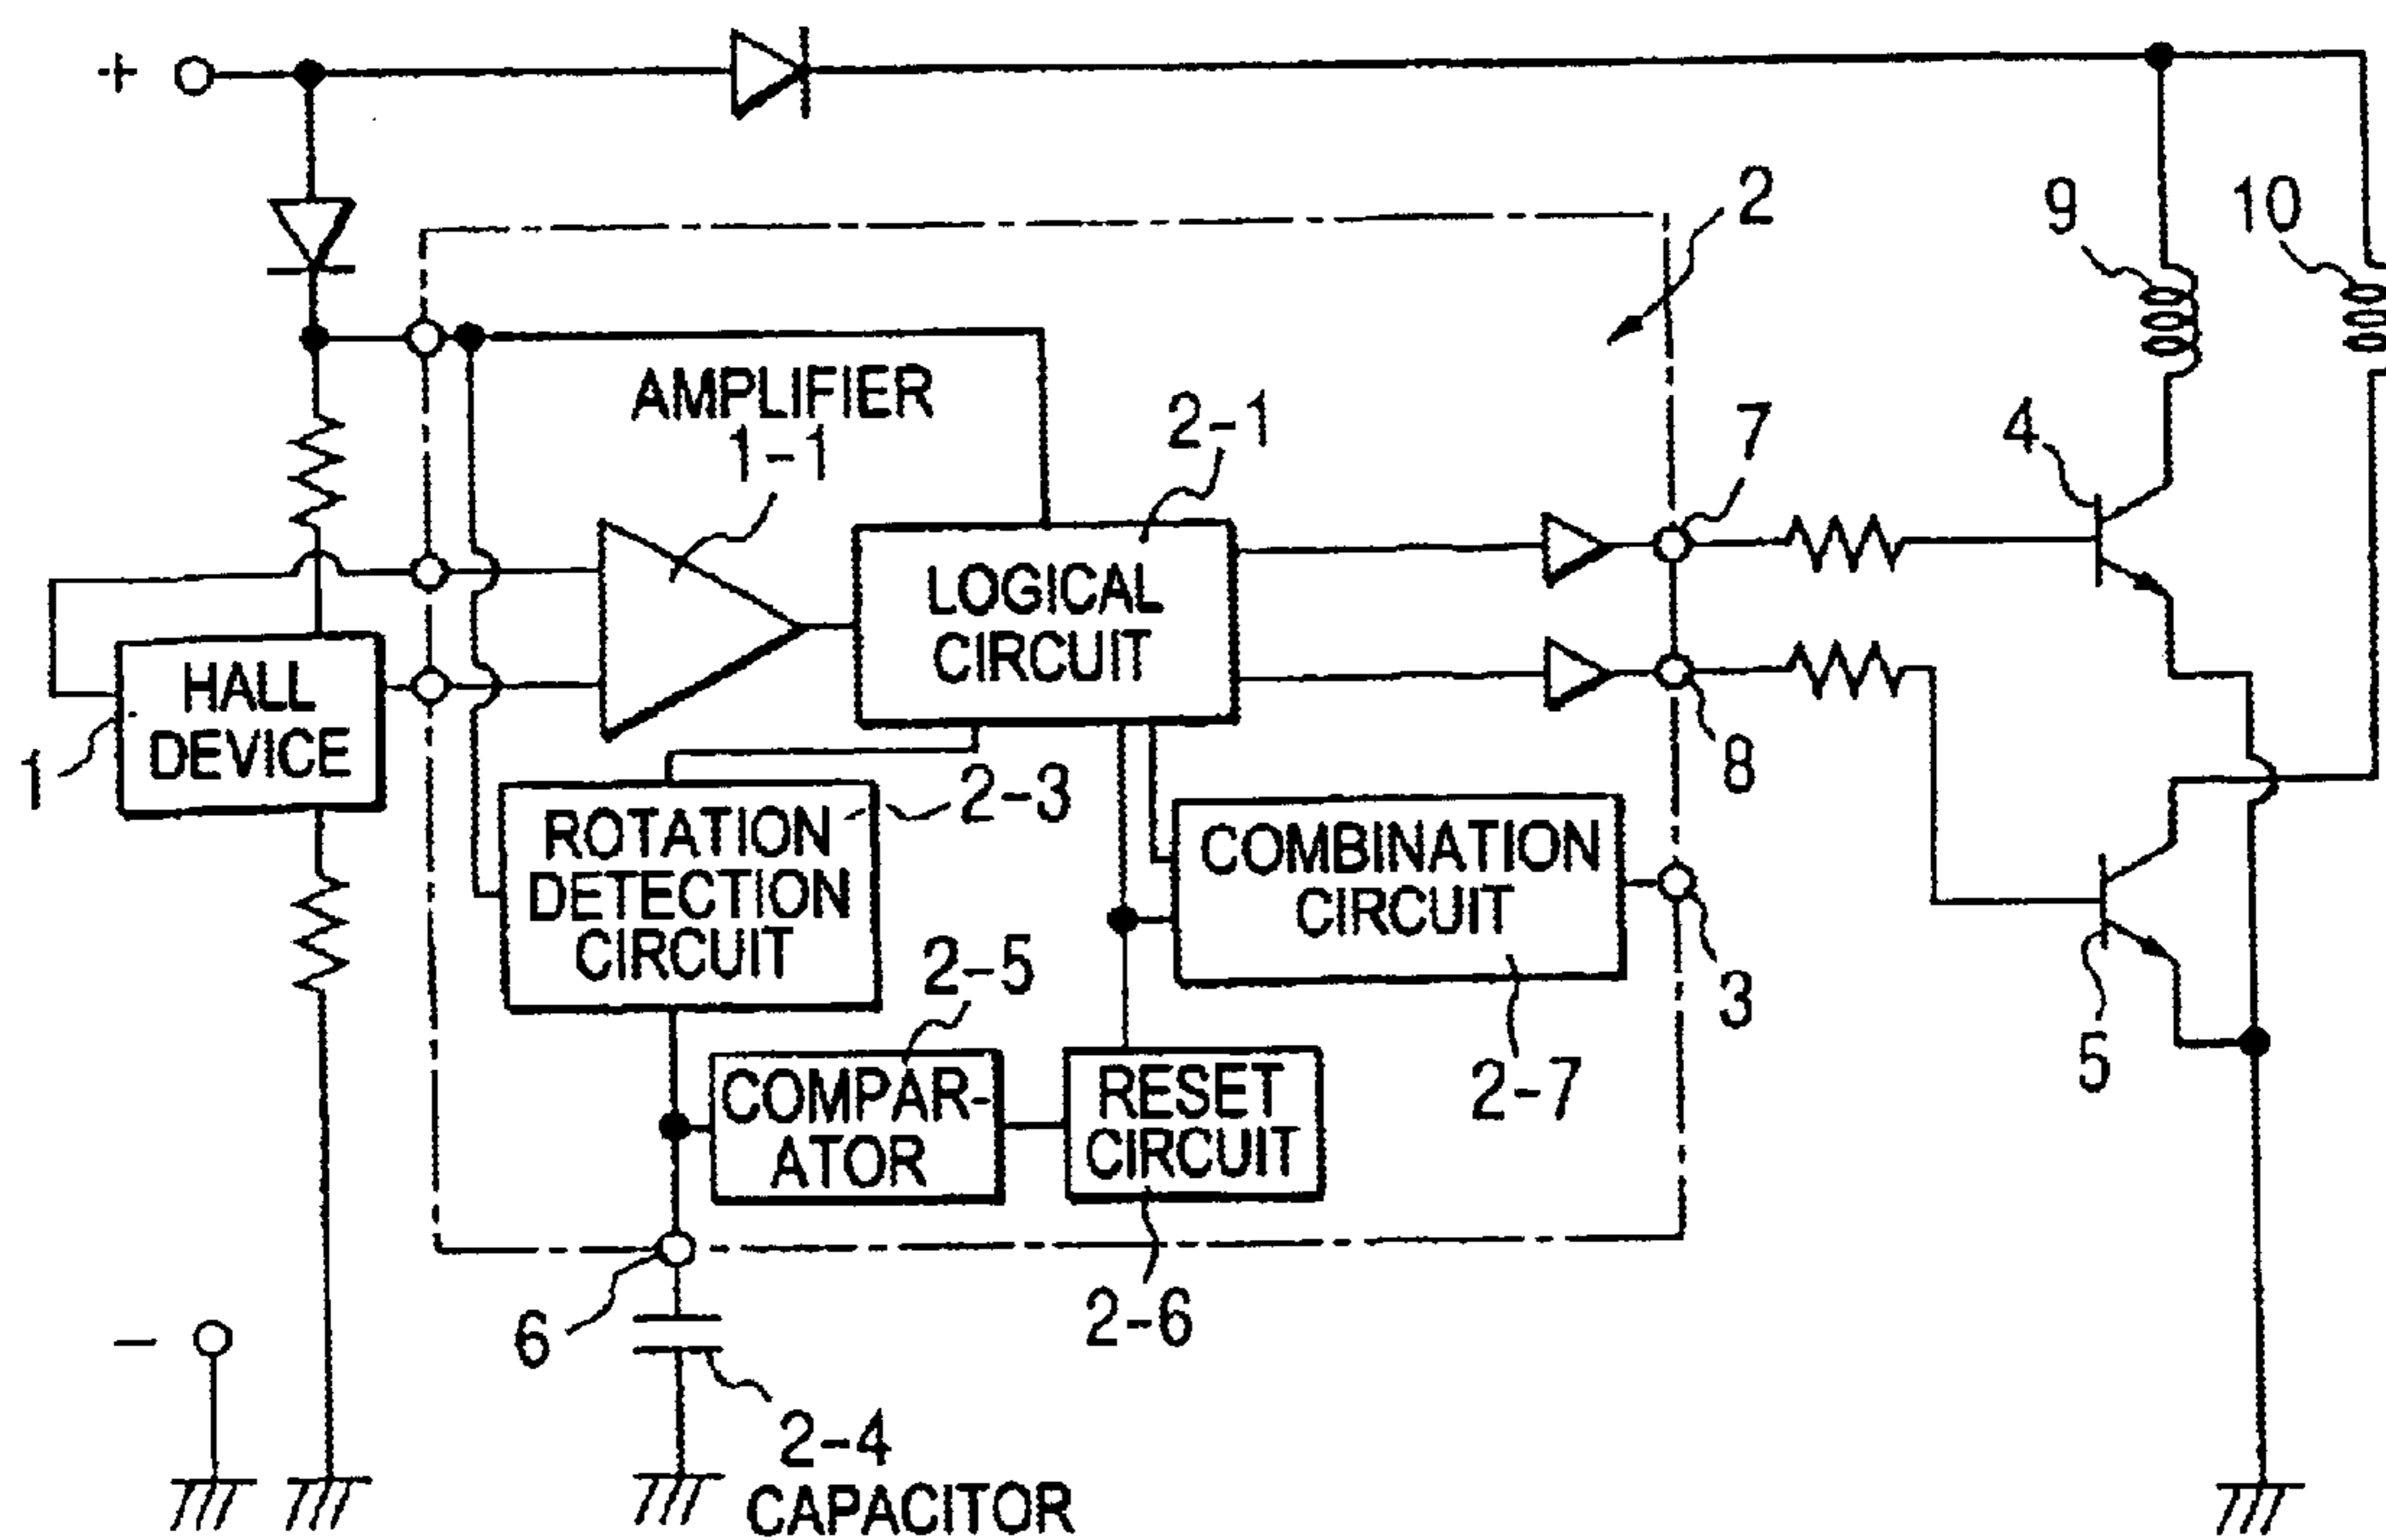 +
2
9
10
AMPLIFIER
1-1
2-1
7
4
LOGICAL
CIRCUIT
HALL
DEVICE
1
8
2-3
ROTATION
DETECTION
CIRCUIT
COMBINATION
CIRCUIT
2-5
3
5
COMPAR-
ATOR
RESET
CIRCUIT
2-7
6
2-6
−
2-4
CAPACITOR